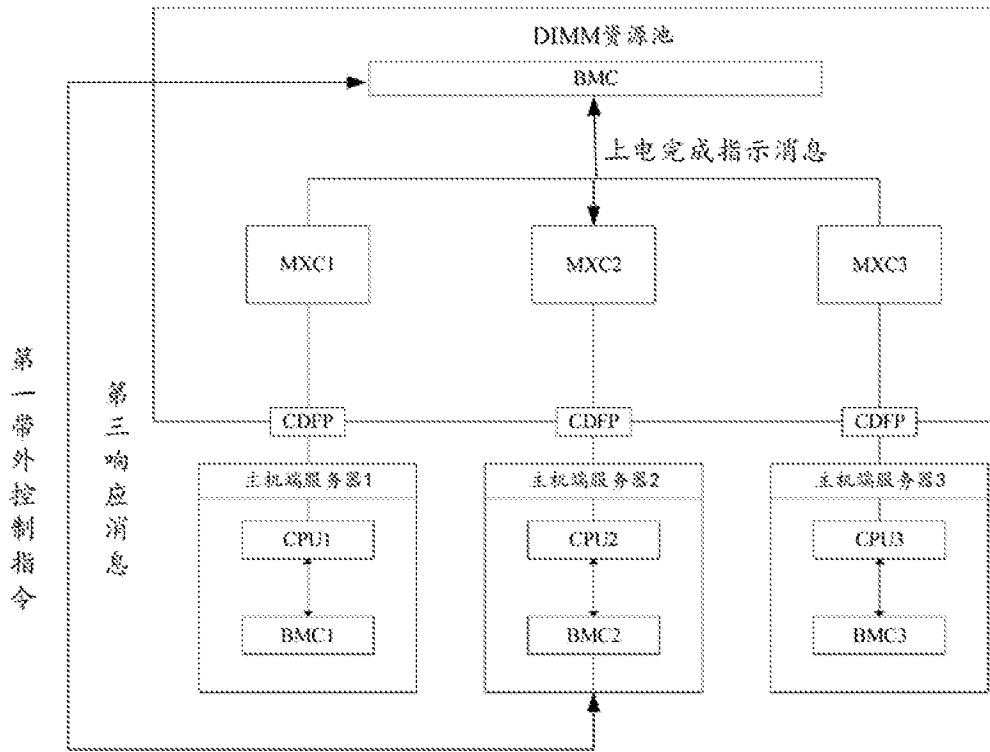 DIMM资源池
BMC
上电完成指示消息
MXC1
MXC2
MXC3
第一带外控制指令
第三响应消息
CDFP
CDFP
CDFP
主机端服务器1
主机端服务器2
主机端服务器3
CPU1
CPU2
CPU3
BMC1
BMC2
BMC3